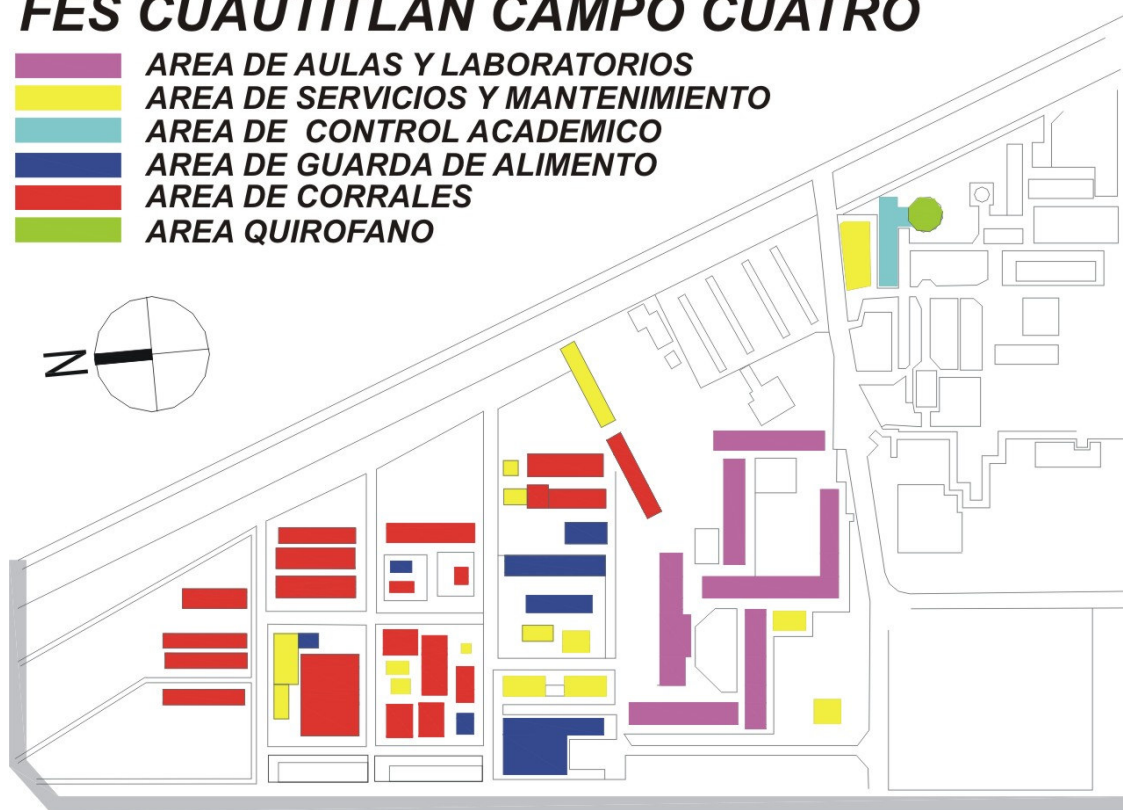 FES CUAUTITLAN CAMPO CUATRO
AREA DE AULAS Y LABORATORIOS
AREA DE SERVICIOS Y MANTENIMIENTO
AREA DE CONTROL ACADEMICO
AREA DE GUARDA DE ALIMENTO
AREA DE CORRALES
AREA QUIROFANO
N